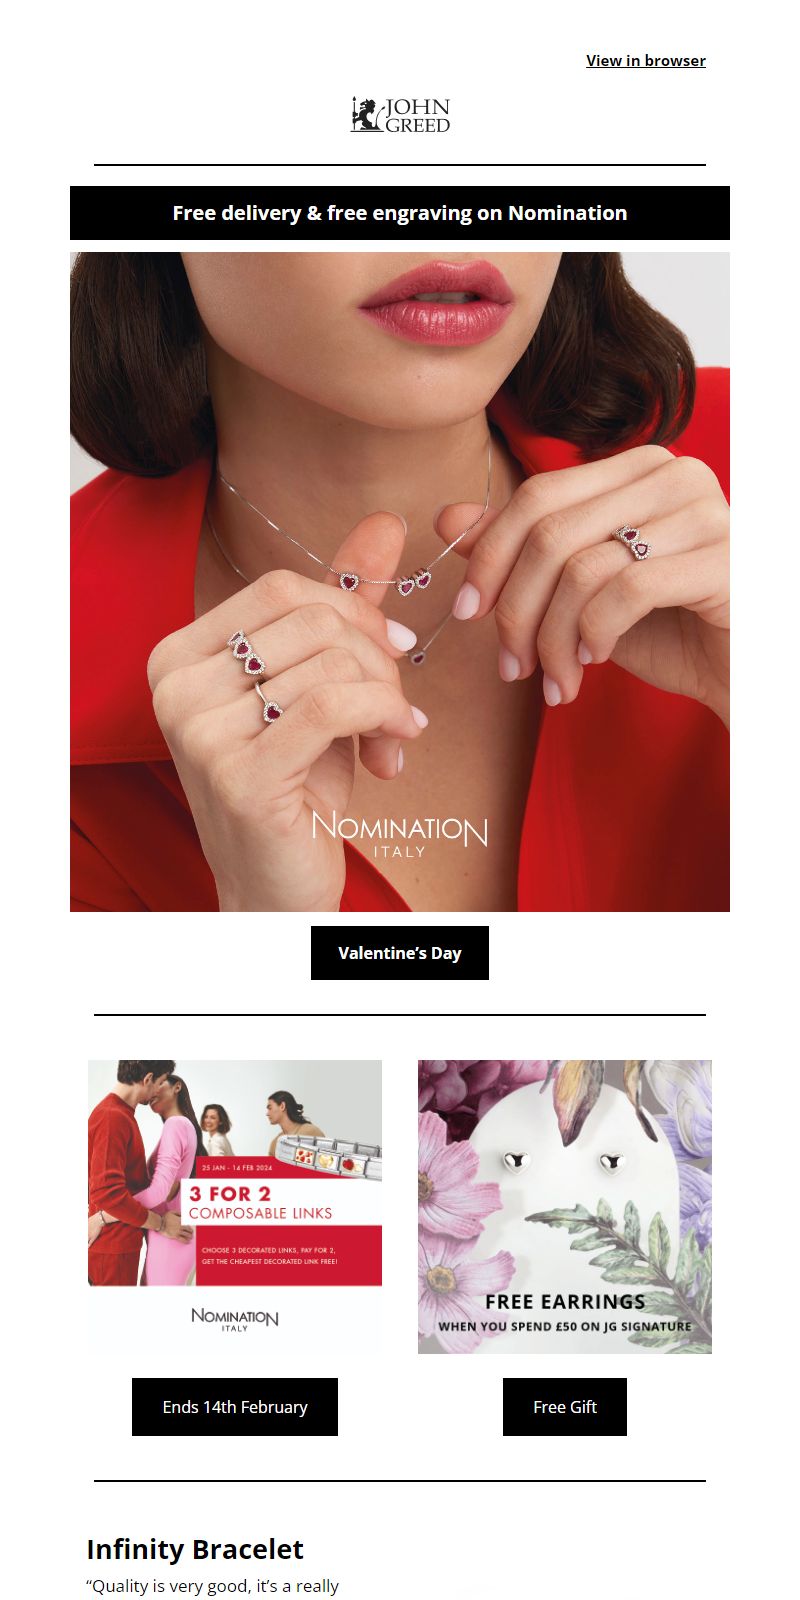 View in browser
JOHN
GREED
Free delivery & free engraving on Nomination
NOMINATION
ITALY
Valentine’s Day
25 JAN - 14 FEB 2024
3 FOR 2
COMPOSABLE LINKS
CHOOSE 3 DECORATED LINKS, PAY FOR 2,
GET THE CHEAPEST DECORATED LINK FREE!
NOMINATION
ITALY
FREE EARRINGS
WHEN YOU SPEND £50 ON JG SIGNATURE
Ends 14th February
Free Gift
Infinity Bracelet
“Quality is very good, it’s a really